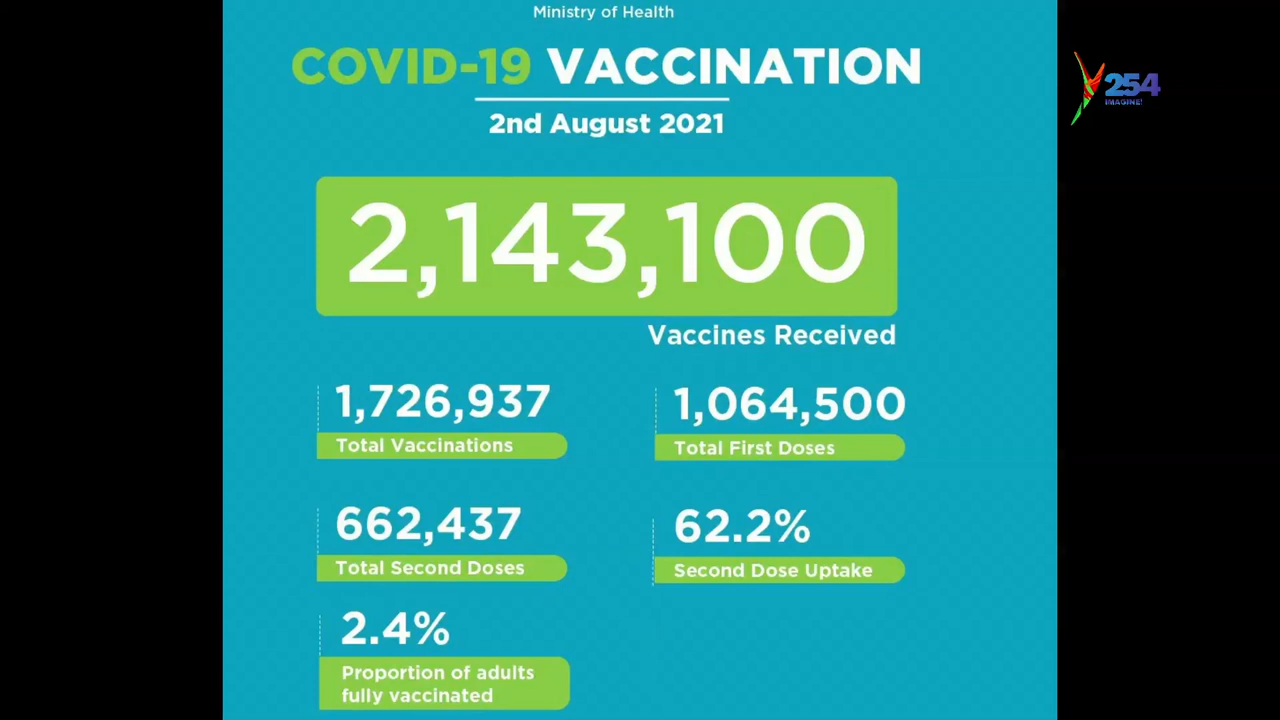 Ministry of Health
COVID-19 VACCINATION
2nd August 2021
Y254
IMAGINE!
2,143,100
Vaccines Received
1,726,937
Total Vaccinations
1,064,500
Total First Doses
662,437
Total Second Doses
62.2%
Second Dose Uptake
2.4%
Proportion of adults
fully vaccinated